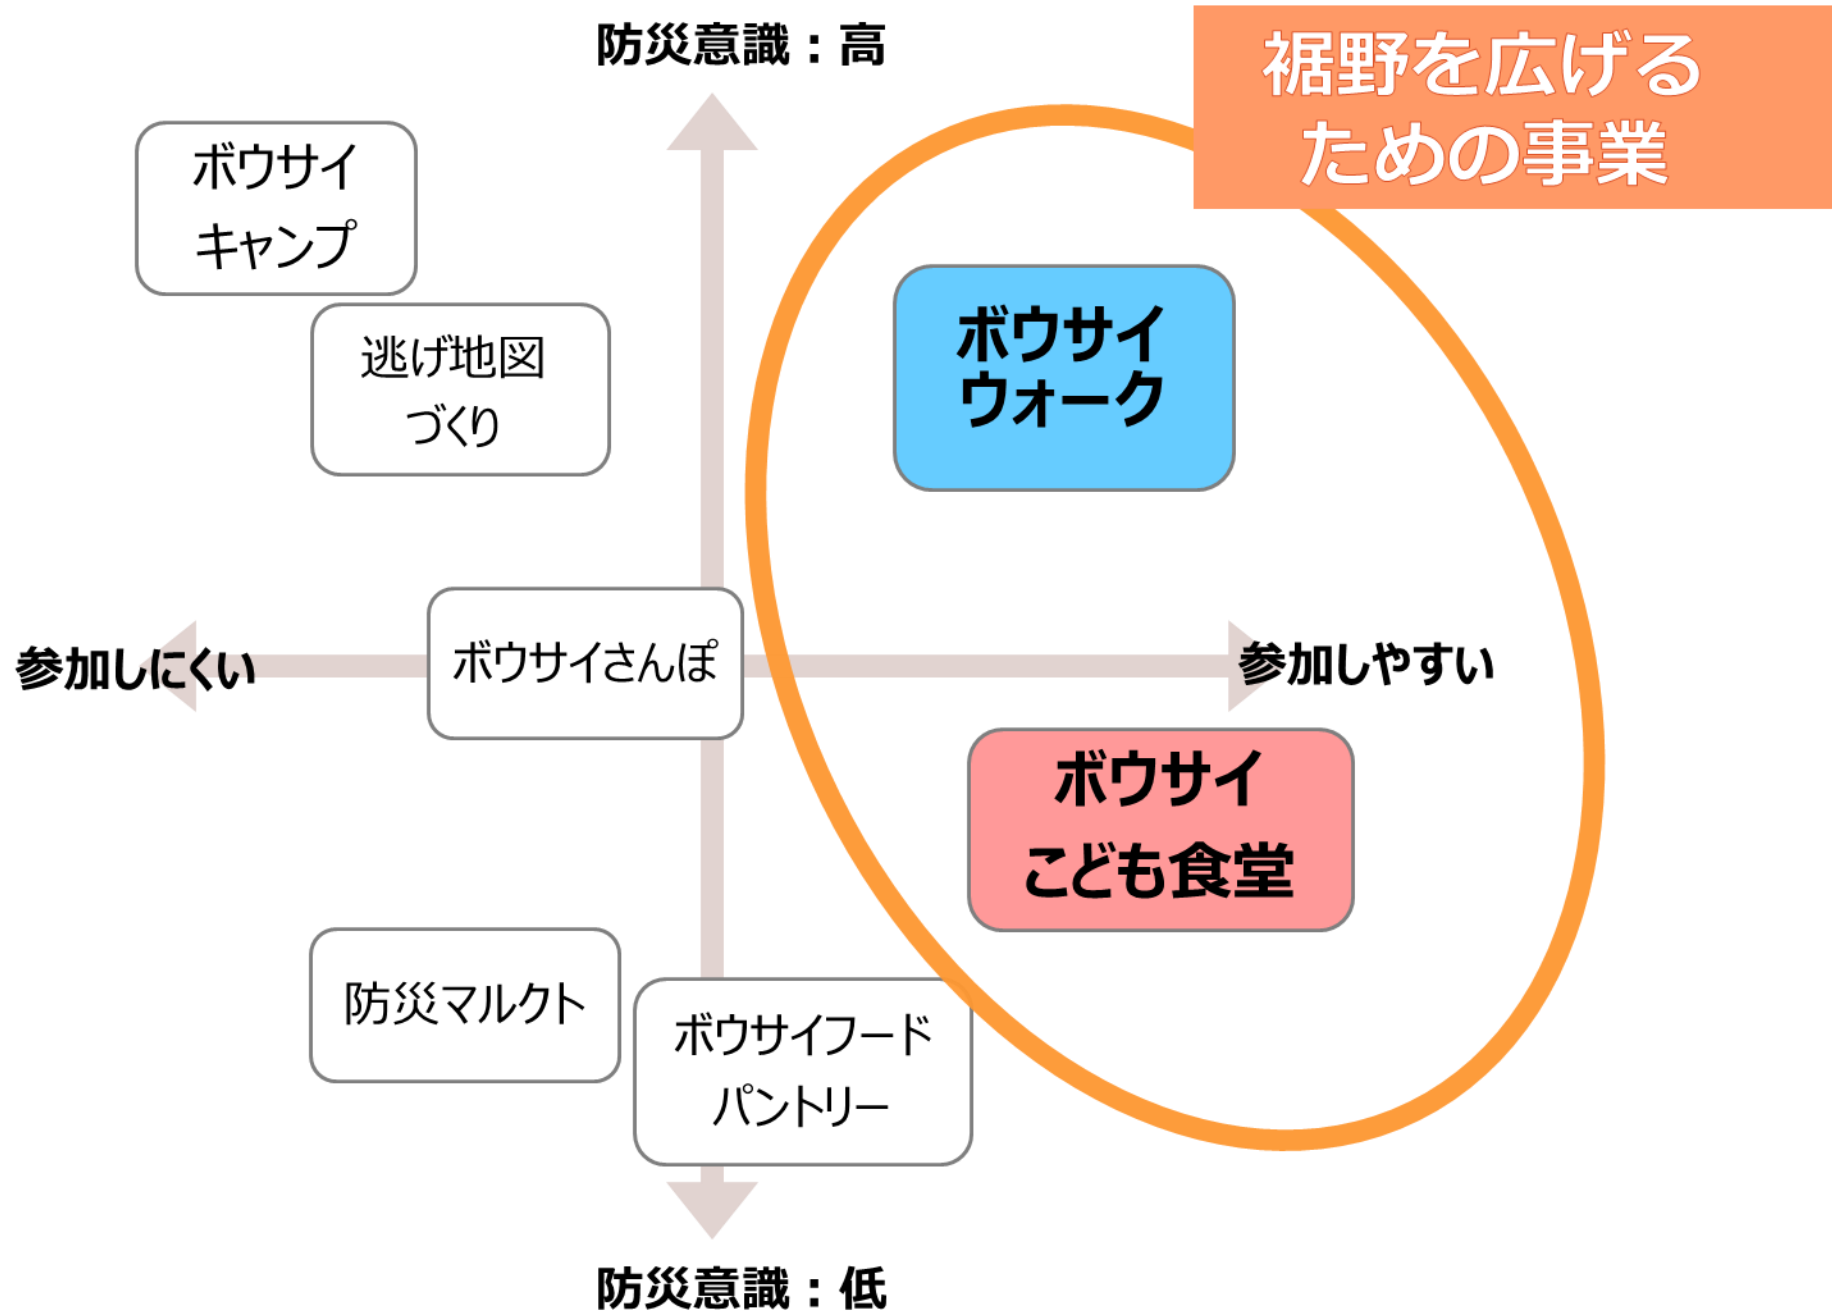 防災意識：高
裾野を広げる
ための事業
ボウサイ
キャンプ
逃げ地図
づくり
ボウサイ
ウォーク
参加しにくい
ボウサイさんぽ
参加しやすい
ボウサイ
こども食堂
防災マルクト
ボウサイフード
パントリー
防災意識：低